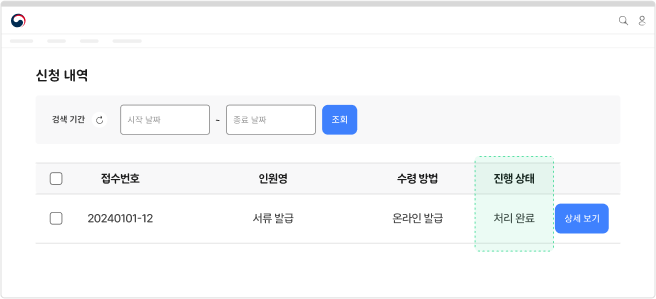 신청 내역
검색 기간 시작 날짜 - 종료 날짜 조회
접수번호 인원영 수령 방법 진행 상태
20240101-12 서류 발급 온라인 발급 처리 완료 상세 보기